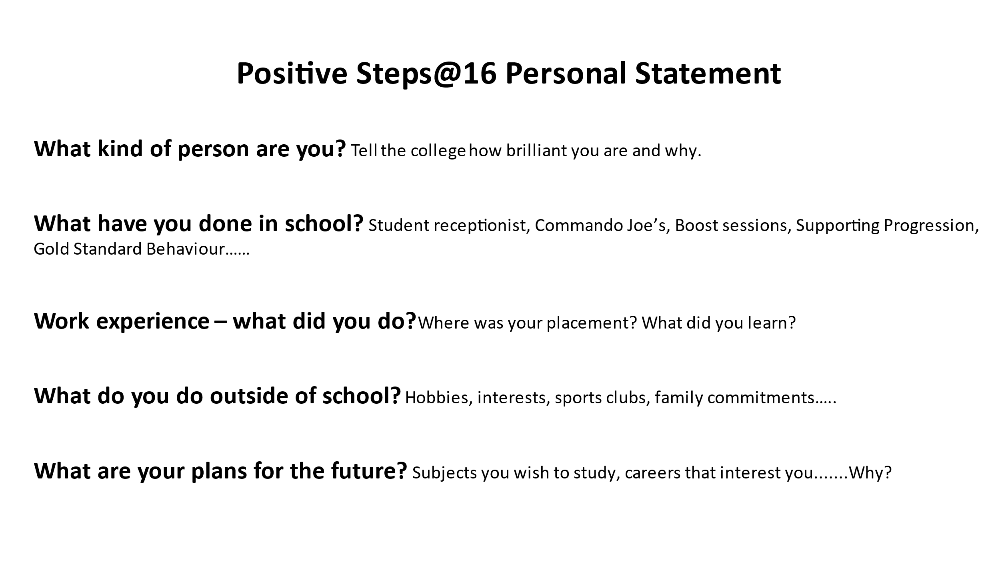 Positive Steps@16 Personal Statement
What kind of person are you? Tell the college how brilliant you are and why.
What have you done in school? Student receptionist, Commando Joe’s, Boost sessions, Supporting Progression,
Gold Standard Behaviour......
Work experience – what did you do? Where was your placement? What did you learn?
What do you do outside of school? Hobbies, interests, sports clubs, family commitments.....
What are your plans for the future? Subjects you wish to study, careers that interest you.......Why?